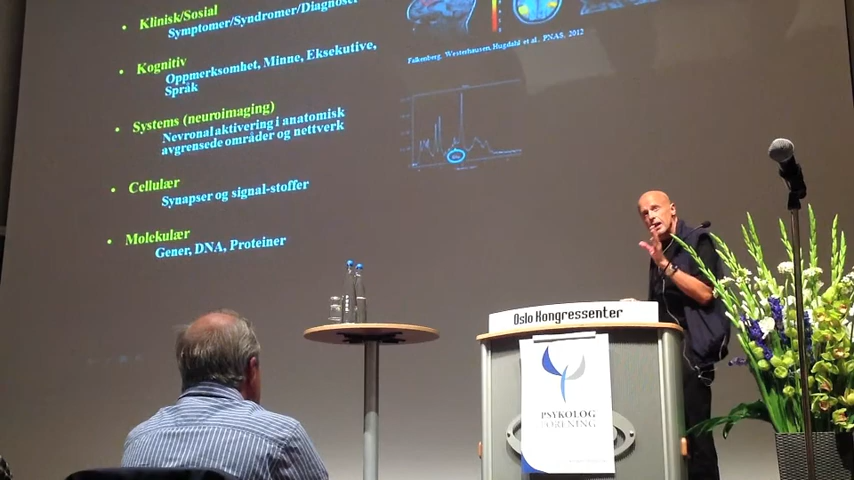 • Klinisk/Sosial
Symptomer/Syndromer/Diagnoser
• Kognitiv
Oppmerksomhet, Minne, Eksekutive,
Språk
• Systems (neuroimaging)
Nevronal aktivering i anatomisk
avgrensede områder og nettverk
• Cellulær
Synapser og signal-stoffer
• Molekulær
Gener, DNA, Proteiner
Falkenberg, Westerhausen, Hugdahl et al., PNAS, 2012
Oslo Kongressenter
PSYKOLOG
FORENING